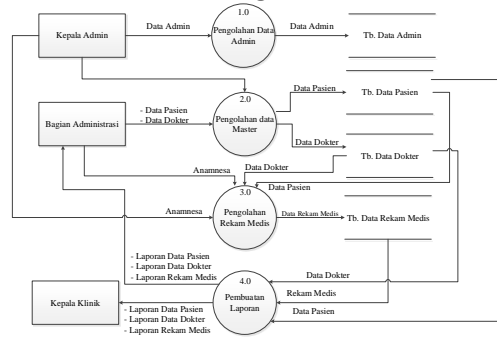 1.0
Kepala Admin
Data Admin
Pengolahan Data
Admin
Data Admin
Tb. Data Admin
2.0
Pengolahan data
Master
Data Pasien
Tb. Data Pasien
Bagian Administrasi
- Data Pasien
- Data Dokter
Data Dokter
Tb. Data Dokter
Anamnesa
Data Dokter
Data Pasien
3.0
Pengolahan
Rekam Medis
Anamnesa
Data Rekam Medis
Tb. Data Rekam Medis
- Laporan Data Pasien
- Laporan Data Dokter
- Laporan Rekam Medis
4.0
Pembuatan
Laporan
Data Dokter
Rekam Medis
Data Pasien
Kepala Klinik
- Laporan Data Pasien
- Laporan Data Dokter
- Laporan Rekam Medis